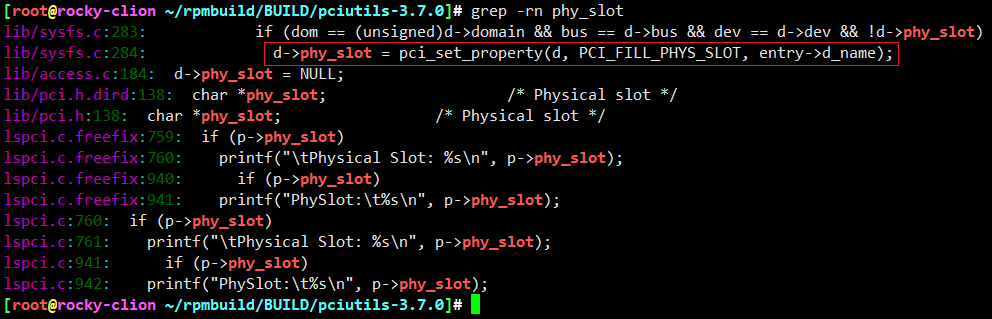 [root@rocky-clion ~/rpmbuild/BUILD/pciutils-3.7.0]# grep -rn phy_slot
lib/sysfs.c:283:            if (dom == (unsigned)d->domain && bus == d->bus && dev == d->dev && !d->phy_slot)
lib/sysfs.c:284:              d->phy_slot = pci_set_property(d, PCI_FILL_PHYS_SLOT, entry->d_name);
lib/access.c:184:  d->phy_slot = NULL;
lib/pci.h.dird:138:  char *phy_slot;                  /* Physical slot */
lib/pci.h:138:  char *phy_slot;               /* Physical slot */
lspci.c.freefix:759:  if (p->phy_slot)
lspci.c.freefix:760:    printf("\tPhysical Slot: %s\n", p->phy_slot);
lspci.c.freefix:940:      if (p->phy_slot)
lspci.c.freefix:941:    printf("PhySlot:\t%s\n", p->phy_slot);
lspci.c:760:  if (p->phy_slot)
lspci.c:761:    printf("\tPhysical Slot: %s\n", p->phy_slot);
lspci.c:941:      if (p->phy_slot)
lspci.c:942:    printf("PhySlot:\t%s\n", p->phy_slot);
[root@rocky-clion ~/rpmbuild/BUILD/pciutils-3.7.0]#